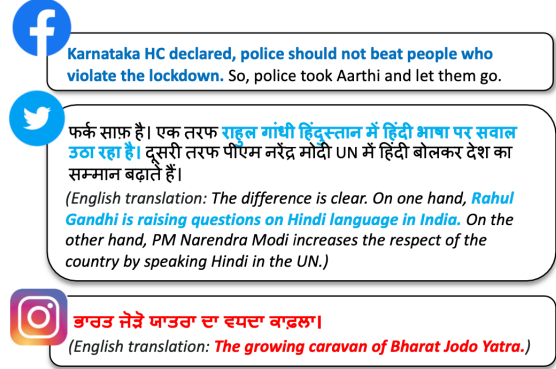 Karnataka HC declared, police should not beat people who
violate the lockdown. So, police took Aarthi and let them go.
फर्क साफ़ है। एक तरफ राहुल गांधी हिंदुस्तान में हिंदी भाषा पर सवाल
उठा रहा है। दूसरी तरफ पीएम नरेंद्र मोदी UN में हिंदी बोलकर देश का
सम्मान बढ़ाते हैं।
(English translation: The difference is clear. On one hand, Rahul
Gandhi is raising questions on Hindi language in India. On the
other hand, PM Narendra Modi increases the respect of the
country by speaking Hindi in the UN.)
ਭਾਰਤ ਜੋੜੋ ਯਾਤਰਾ ਦਾ ਵਧਦਾ ਕਾਫ਼ਲਾ।
(English translation: The growing caravan of Bharat Jodo Yatra.)